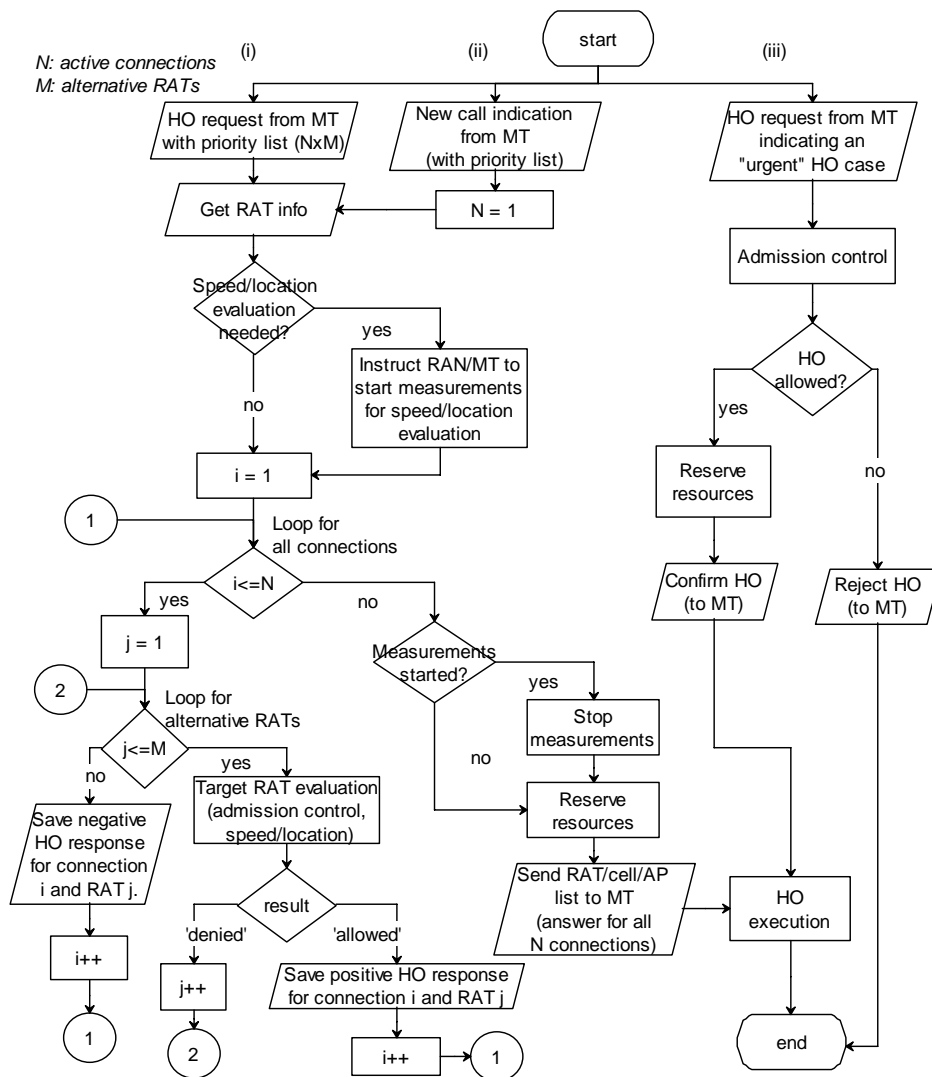 start
(i)
(ii)
(iii)
N: active connections
M: alternative RATs
HO request from MT
with priority list (NxM)
New call indication
from MT
(with priority list)
HO request from MT
indicating an
"urgent" HO case
Get RAT info
N = 1
Admission control
Speed/location
evaluation
needed?
yes
no
Instruct RAN/MT to
start measurements
for speed/location
evaluation
HO
allowed?
yes
no
i = 1
Reserve
resources
1
Loop for
all connections
i<=N
yes
no
Confirm HO
(to MT)
Reject HO
(to MT)
j = 1
Measurements
started?
yes
no
2
Loop for
alternative RATs
Stop
measurements
j<=M
no
yes
Save negative
HO response
for connection
i and RAT j.
Target RAT evaluation
(admission control,
speed/location)
Reserve
resources
Send RAT/cell/AP
list to MT
(answer for all
N connections)
HO
execution
result
'denied'
'allowed'
i++
j++
Save positive HO response
for connection i and RAT j
1
2
i++
1
end